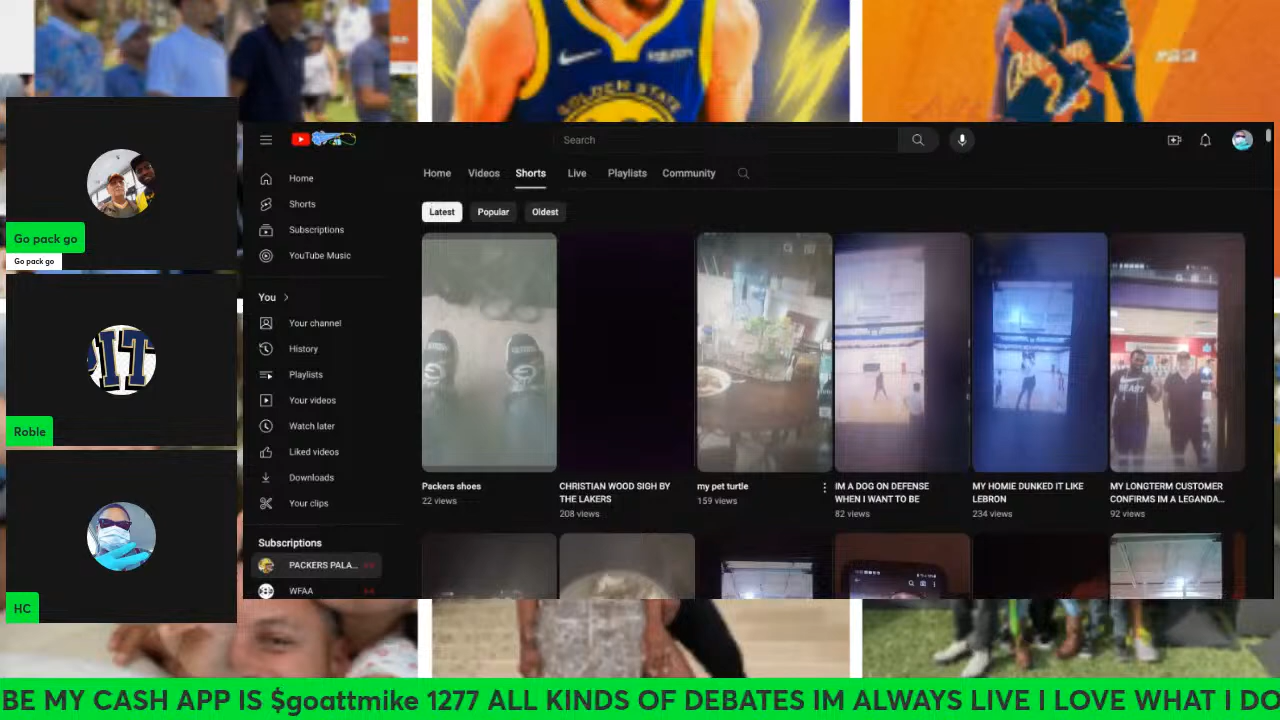 GOLDEN STATE
Search
Home
Videos
Shorts
Live
Playlists
Community
Latest
Popular
Oldest
Home
Shorts
Subscriptions
YouTube Music
You
Your channel
History
Playlists
Your videos
Watch later
Liked videos
Downloads
Your clips
Subscriptions
PACKERS PALA...
WFAA
Packers shoes
22 views
CHRISTIAN WOOD SIGH BY
THE LAKERS
208 views
my pet turtle
159 views
IM A DOG ON DEFENSE
WHEN I WANT TO BE
82 views
MY HOMIE DUNKED IT LIKE
LEBRON
234 views
MY LONGTERM CUSTOMER
CONFIRMS IM A LEGANDA...
92 views
BEAST
Go pack go
Go pack go
PIT
Roble
HC
BE MY CASH APP IS $goattmike 1277 ALL KINDS OF DEBATES IM ALWAYS LIVE I LOVE WHAT I DO